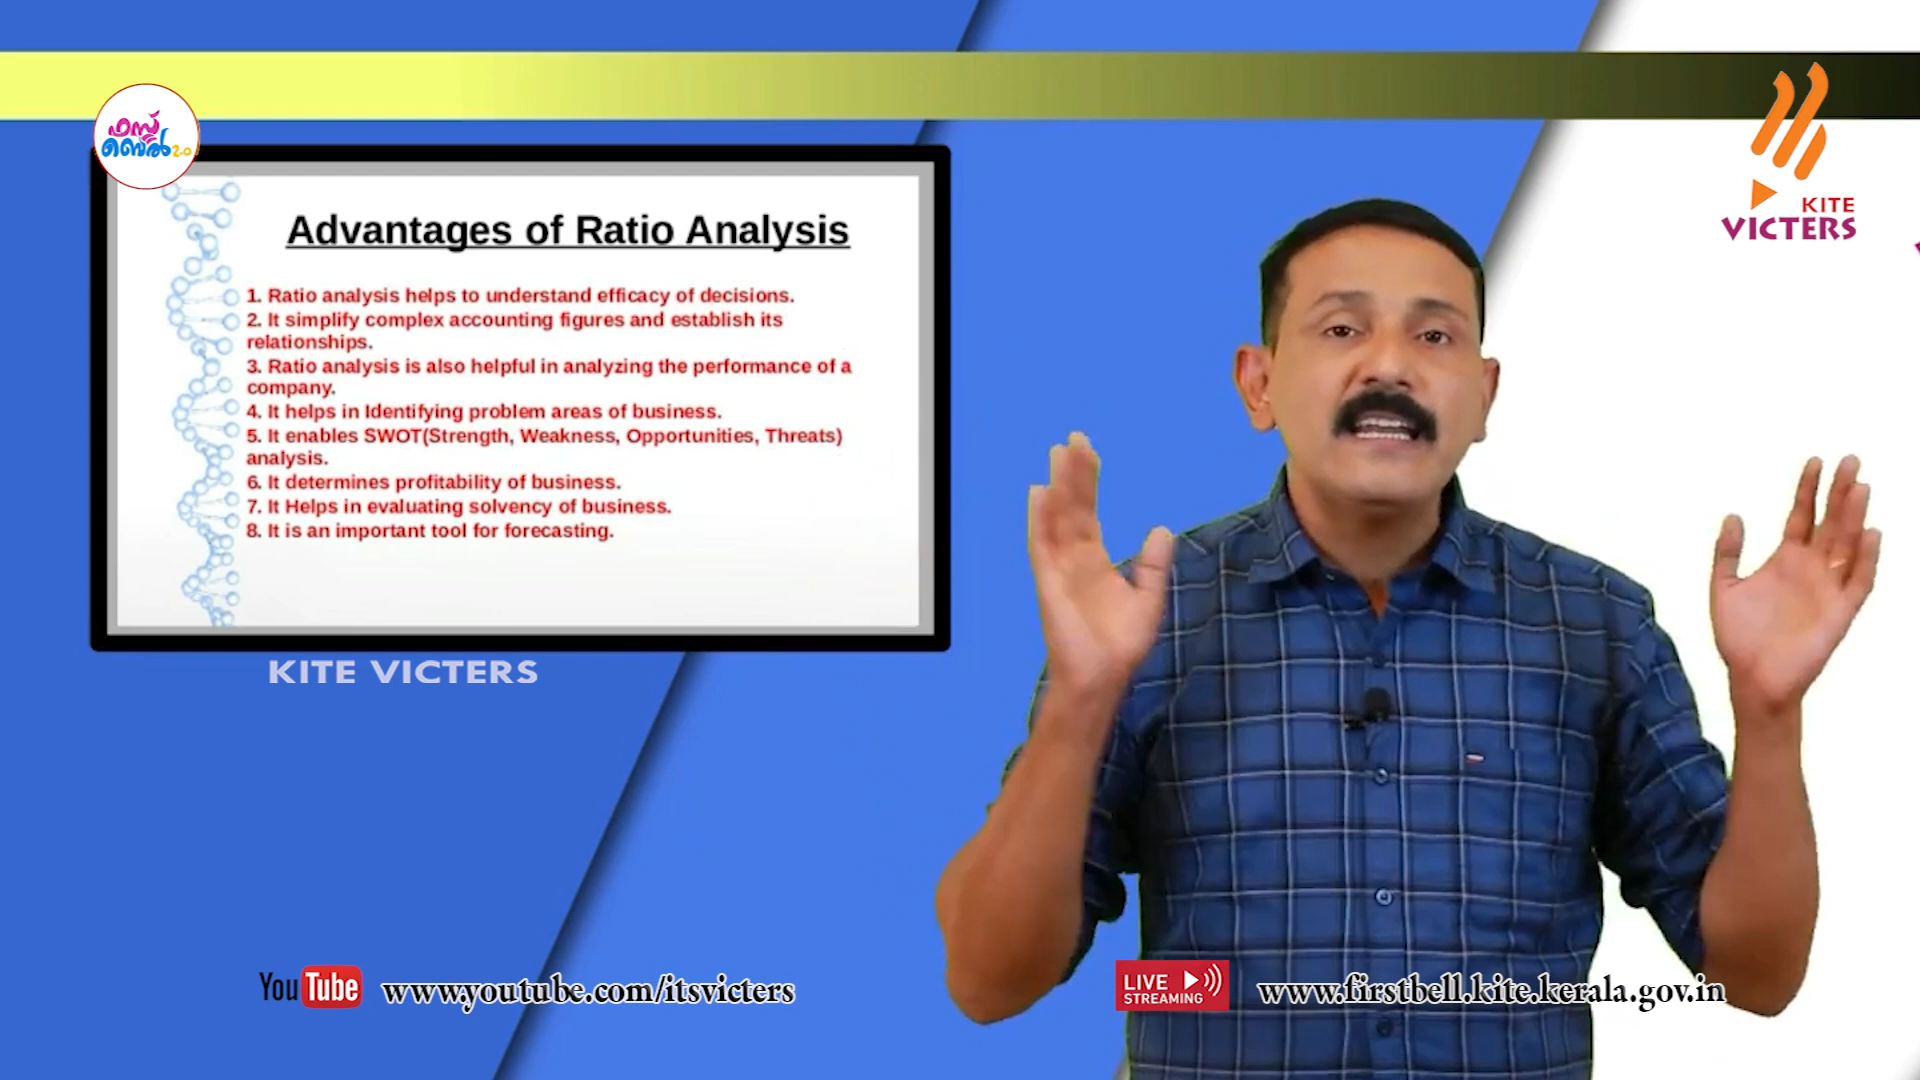 ഫസ്റ്റ്
ബെൽ 2.0
Advantages of Ratio Analysis
1. Ratio analysis helps to understand efficacy of decisions.
2. It simplify complex accounting figures and establish its
relationships.
3. Ratio analysis is also helpful in analyzing the performance of a
company.
4. It helps in Identifying problem areas of business.
5. It enables SWOT(Strength, Weakness, Opportunities, Threats)
analysis.
6. It determines profitability of business.
7. It Helps in evaluating solvency of business.
8. It is an important tool for forecasting.
KITE VICTERS
KITE
VICTERS
YouTube www.youtube.com/itsvicters
LIVE
STREAMING
www.firstbell.kite.kerala.gov.in